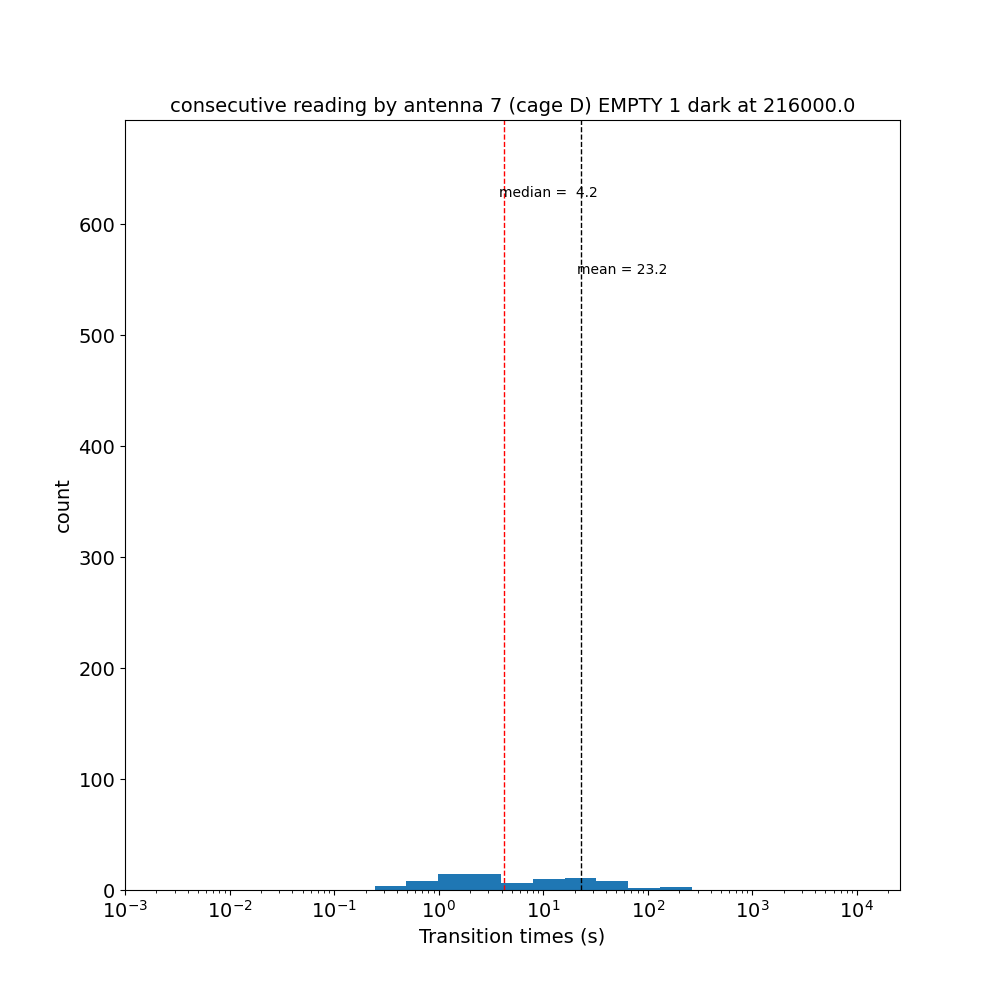 consecutive reading by antenna 7 (cage D) EMPTY 1 dark at 216000.0
median =  4.2
mean = 23.2
600
500
400
300
200
100
0
count
10⁻³ 10⁻² 10⁻¹ 10⁰ 10¹ 10² 10³ 10⁴
Transition times (s)